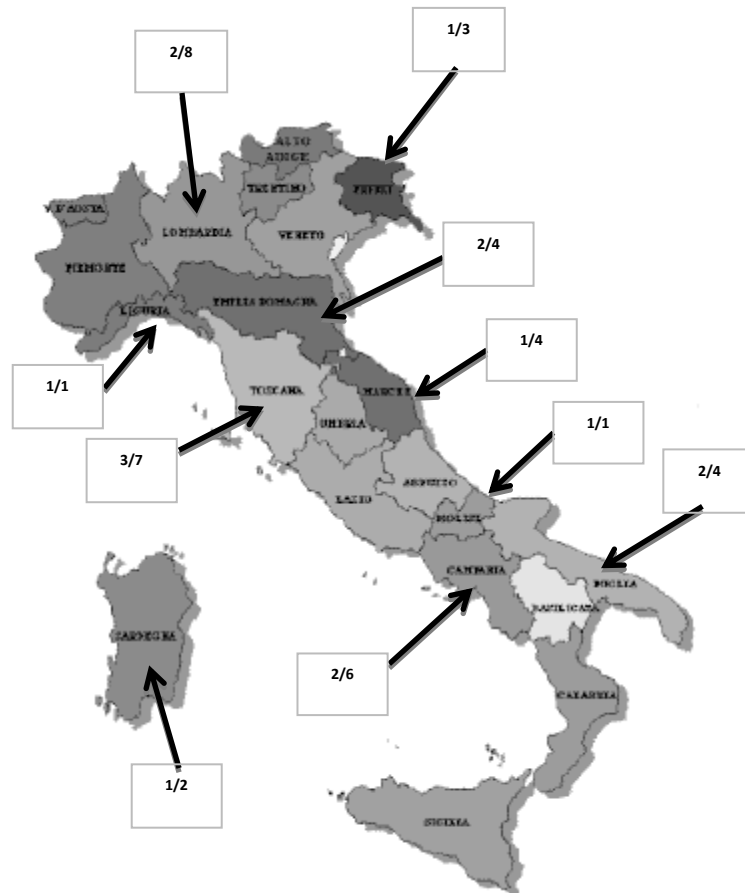 1/3
2/8
ALTO
ADIGE
TRENTINO
FRIULI
V.D'AOSTA
LOMBARDIA
VENETO
PIEMONTE
2/4
EMILIA ROMAGNA
LIGURIA
1/4
1/1
TOSCANA
MARCHE
UMBRIA
1/1
3/7
ABRUZZO
2/4
LAZIO
MOLISE
CAMPANIA
PUGLIA
BASILICATA
SARDEGNA
2/6
CALABRIA
1/2
SICILIA